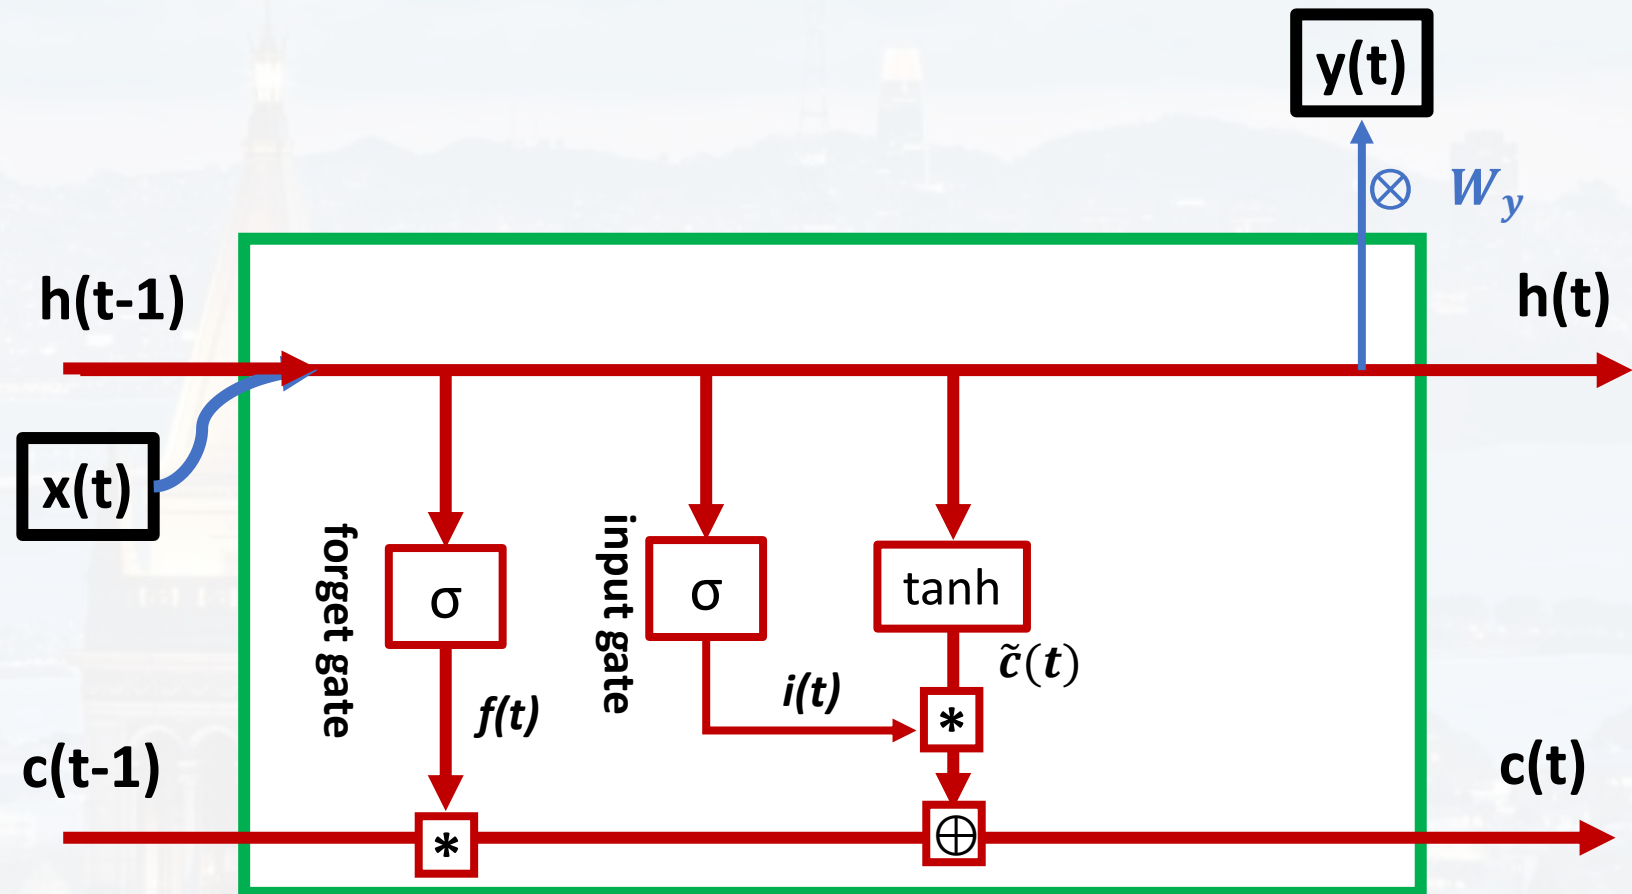 y(t)
⊗ W_y
h(t-1)
h(t)
x(t)
forget gate
σ
input gate
σ
tanh
c̃(t)
f(t)
i(t)
*
c(t-1)
c(t)
*
⊕